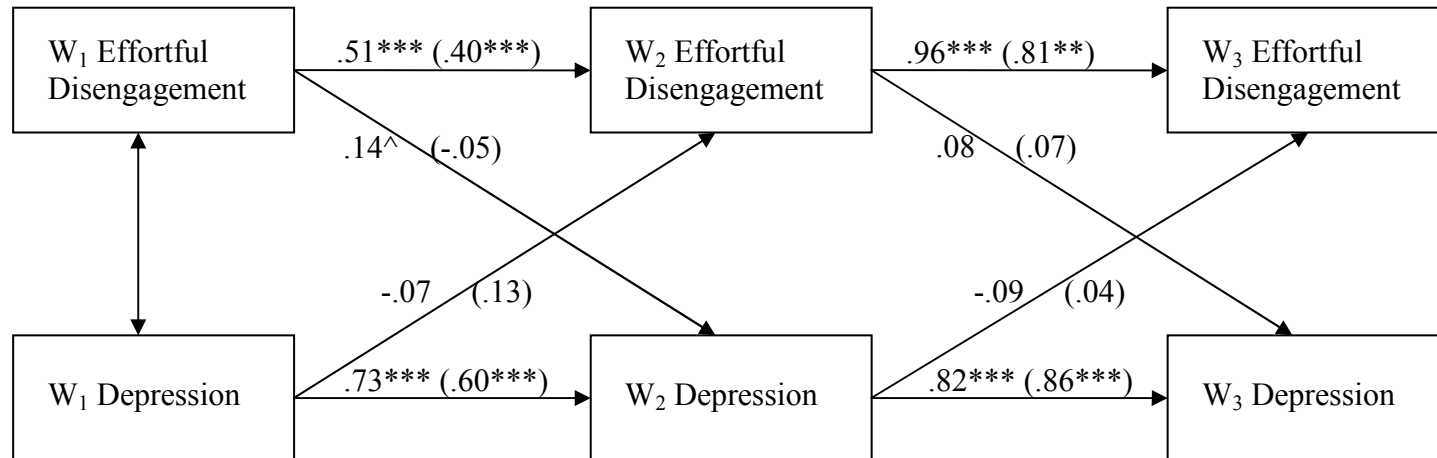 W₁ Effortful
Disengagement
.51*** (.40***)
W₂ Effortful
Disengagement
.96*** (.81**)
W₃ Effortful
Disengagement
.14^ (-.05)
.08 (.07)
-.07 (.13)
-.09 (.04)
W₁ Depression
.73*** (.60***)
W₂ Depression
.82*** (.86***)
W₃ Depression